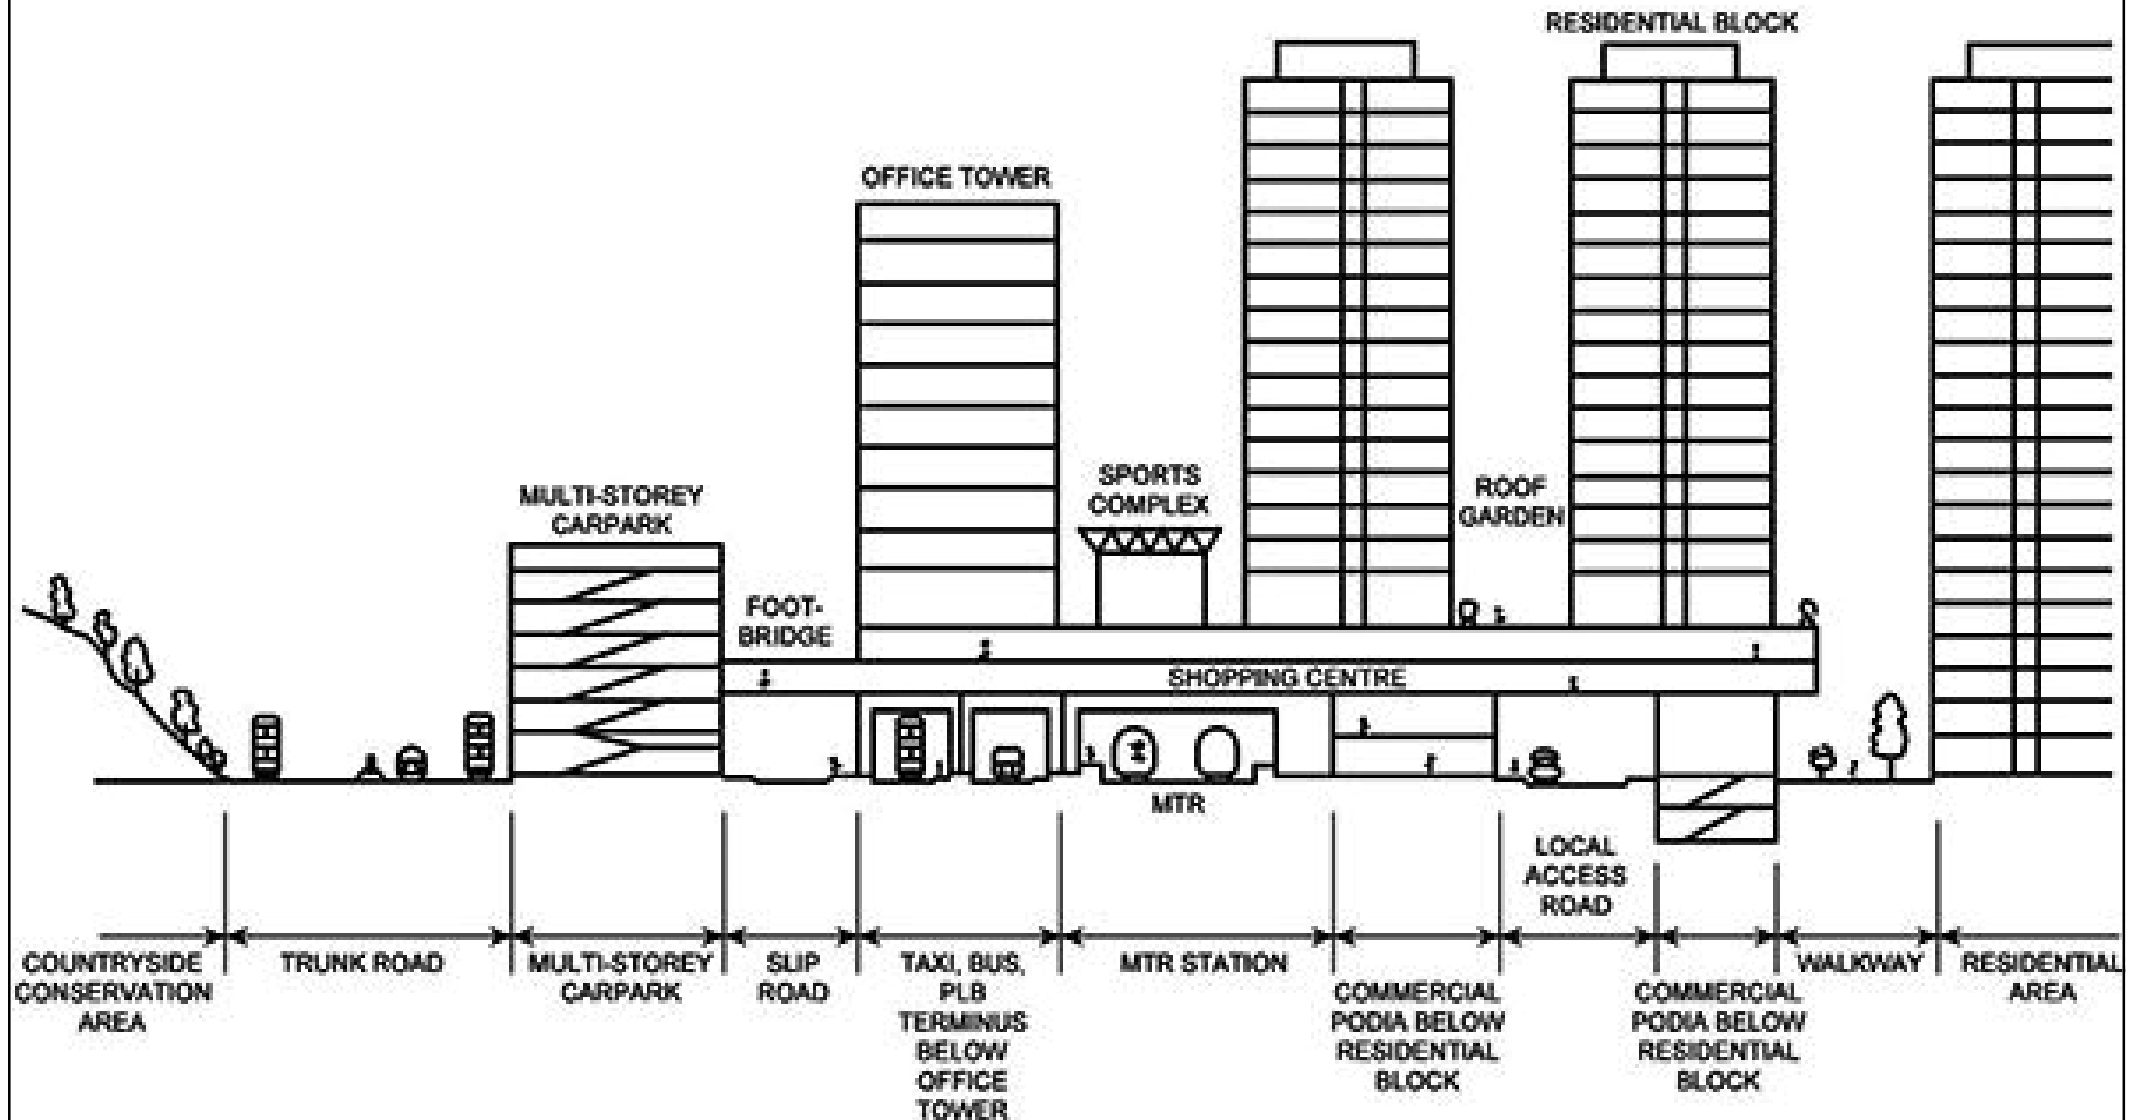 RESIDENTIAL BLOCK
OFFICE TOWER
SPORTS
COMPLEX
ROOF
GARDEN
MULTI-STOREY
CARPARK
FOOT-
BRIDGE
SHOPPING CENTRE
MTR
LOCAL
ACCESS
ROAD
COUNTRYSIDE
CONSERVATION
AREA
TRUNK ROAD
MULTI-STOREY
CARPARK
SLIP
ROAD
TAXI, BUS,
PLB
TERMINUS
BELOW
OFFICE
TOWER
MTR STATION
COMMERCIAL
PODIA BELOW
RESIDENTIAL
BLOCK
COMMERCIAL
PODIA BELOW
RESIDENTIAL
BLOCK
WALKWAY
RESIDENTIAL
AREA